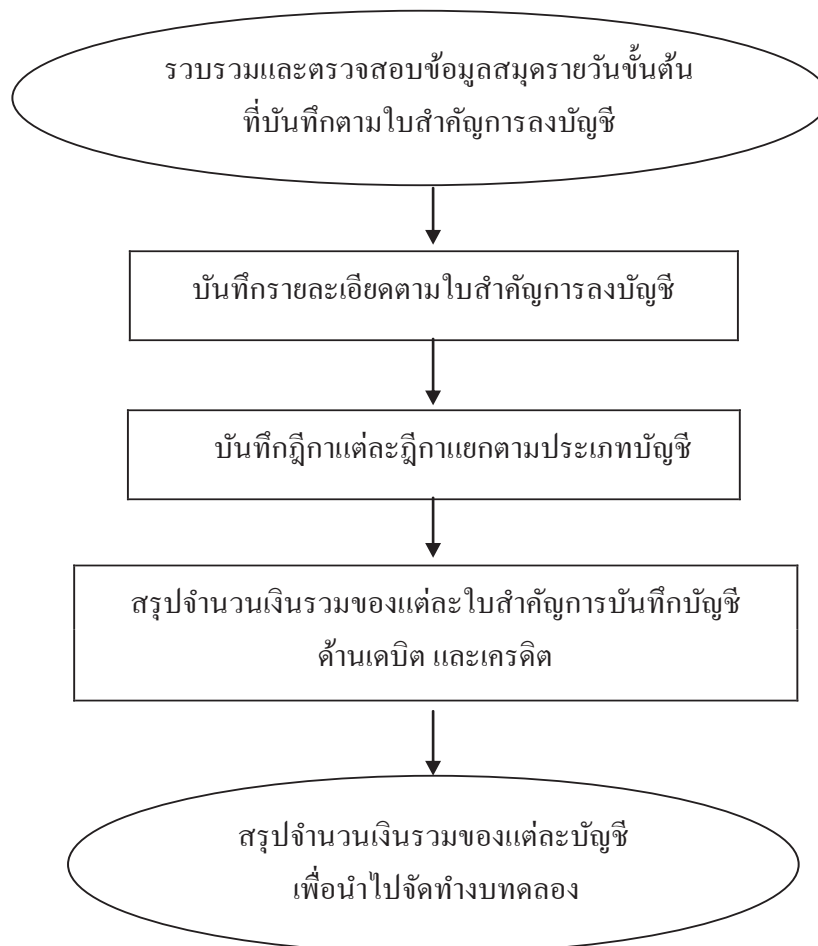 รวบรวมและตรวจสอบข้อมูลสมุดรายวันขั้นต้น
ที่บันทึกตามใบสำคัญการลงบัญชี
บันทึกรายละเอียดตามใบสำคัญการลงบัญชี
บันทึกฎีกาแต่ละฎีกาแยกตามประเภทบัญชี
สรุปจำนวนเงินรวมของแต่ละใบสำคัญการบันทึกบัญชี
ด้านเดบิต และเครดิต
สรุปจำนวนเงินรวมของแต่ละบัญชี
เพื่อนำไปจัดทำงบทดลอง